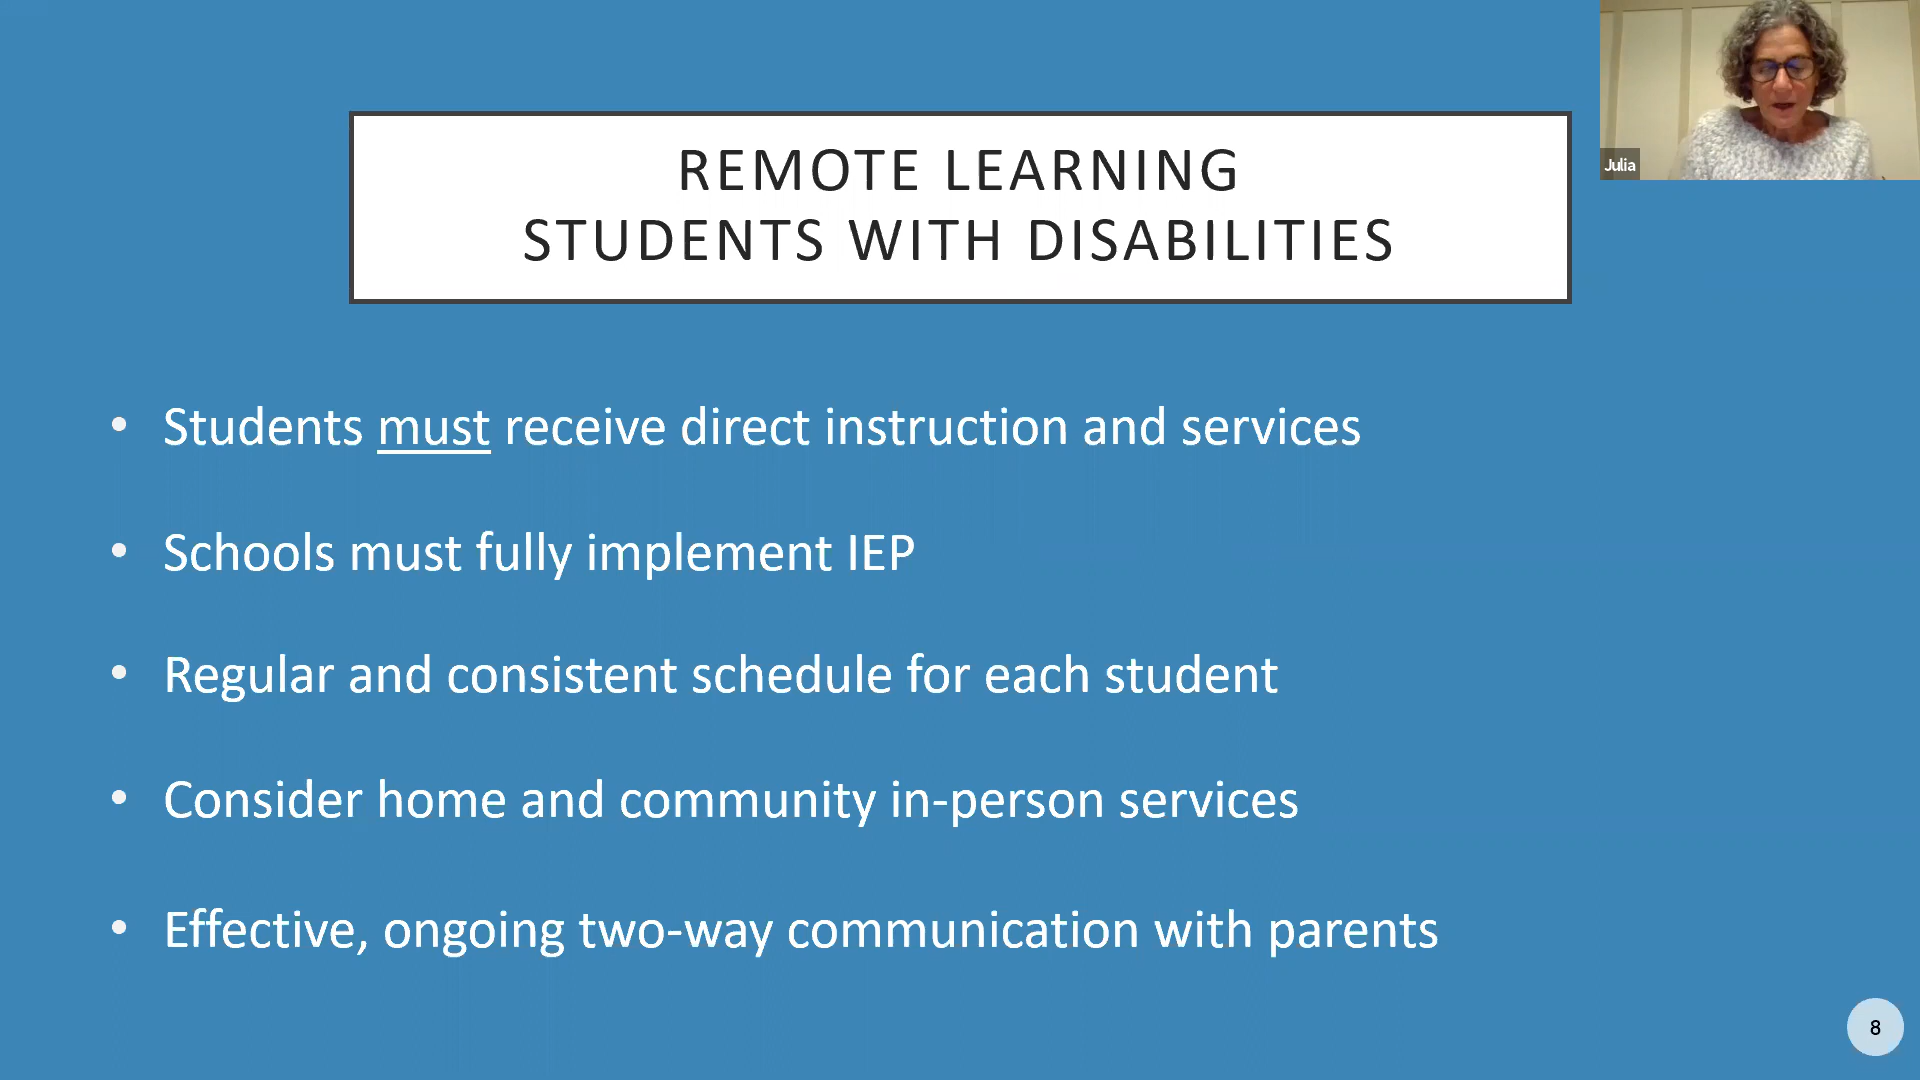 REMOTE LEARNING
STUDENTS WITH DISABILITIES
Julia
• Students must receive direct instruction and services
• Schools must fully implement IEP
• Regular and consistent schedule for each student
• Consider home and community in-person services
• Effective, ongoing two-way communication with parents
8